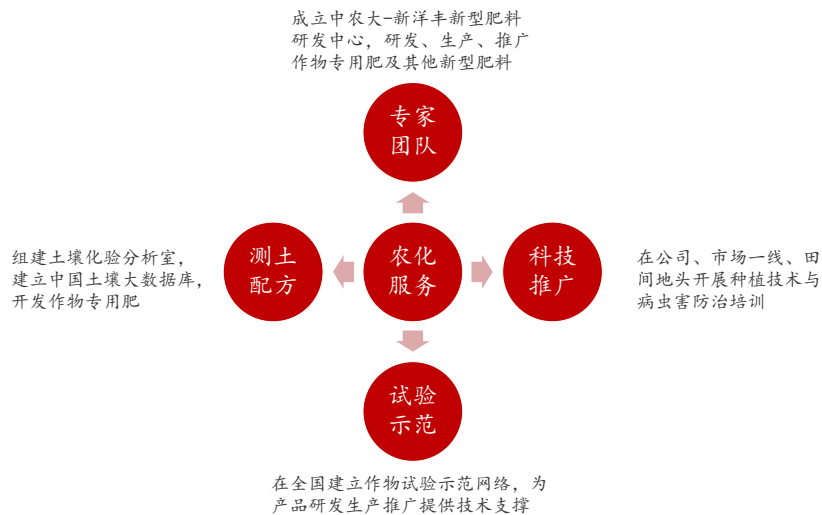 成立中农大-新洋丰新型肥料
研发中心，研发、生产、推广
作物专用肥及其他新型肥料
专家
团队
组建土壤化验分析室，
建立中国土壤大数据库，
开发作物专用肥
测土
配方
农化
服务
科技
推广
在公司、市场一线、田
间地头开展种植技术与
病虫害防治培训
试验
示范
在全国建立作物试验示范网络，为
产品研发生产推广提供技术支撑